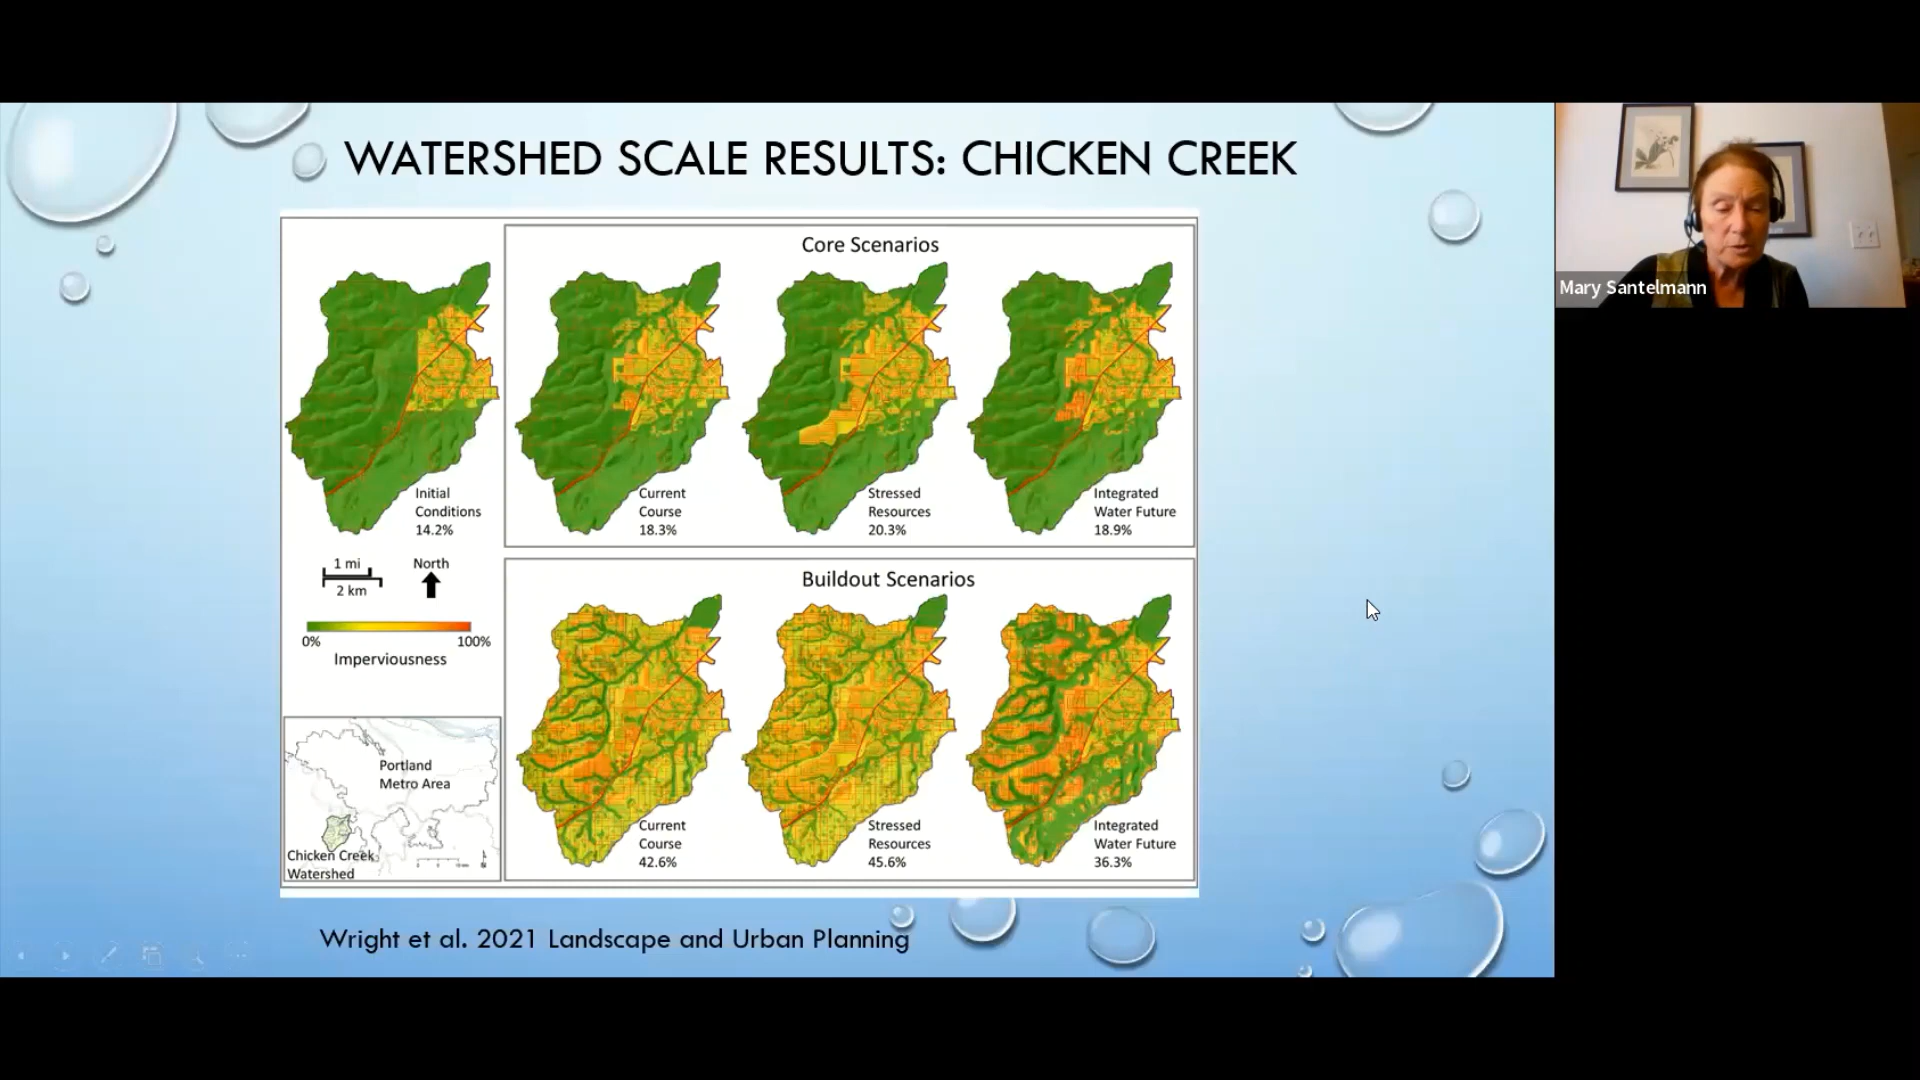 WATERSHED SCALE RESULTS: CHICKEN CREEK
Core Scenarios
Initial
Conditions
14.2%
Current
Course
18.3%
Stressed
Resources
20.3%
Integrated
Water Future
18.9%
1 mi
2 km
North
0%
100%
Imperviousness
Portland
Metro Area
Chicken Creek
Watershed
Buildout Scenarios
Current
Course
42.6%
Stressed
Resources
45.6%
Integrated
Water Future
36.3%
Wright et al. 2021 Landscape and Urban Planning
Mary Santelmann